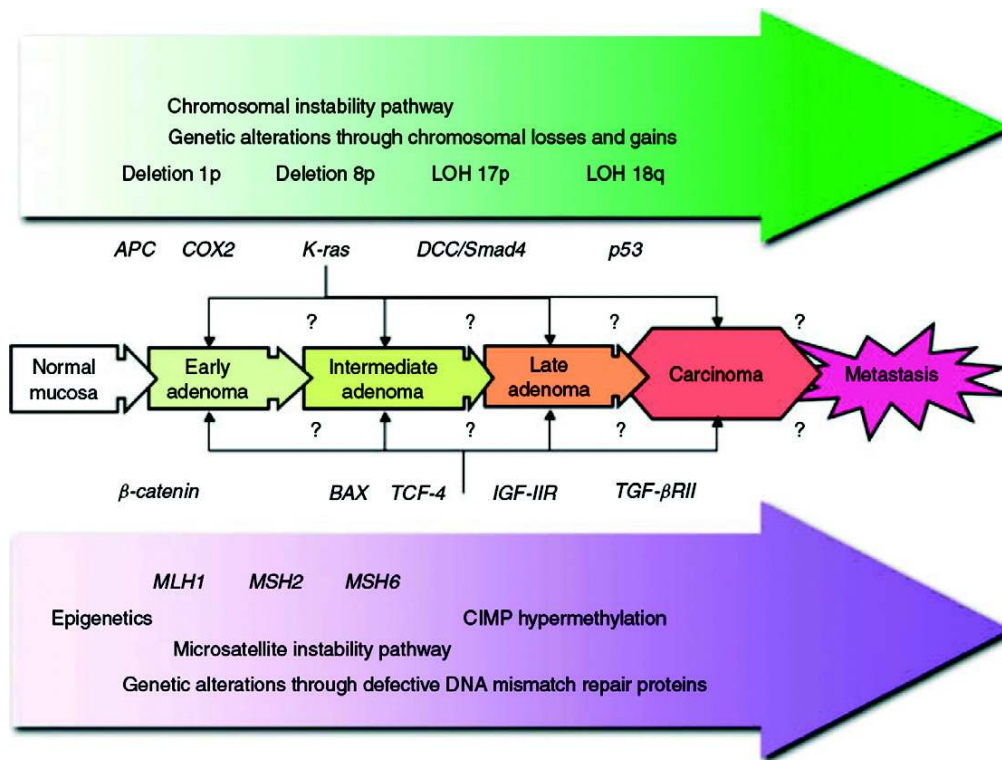 Chromosomal instability pathway
Genetic alterations through chromosomal losses and gains
Deletion 1p Deletion 8p LOH 17p LOH 18q
APC COX2 K-ras DCC/Smad4 p53
? ? ? ?
Normal mucosa
Early adenoma
Intermediate adenoma
Late adenoma
Carcinoma
Metastasis
? ? ? ?
β-catenin BAX TCF-4 IGF-IIR TGF-βRII
MLH1 MSH2 MSH6
Epigenetics CIMP hypermethylation
Microsatellite instability pathway
Genetic alterations through defective DNA mismatch repair proteins